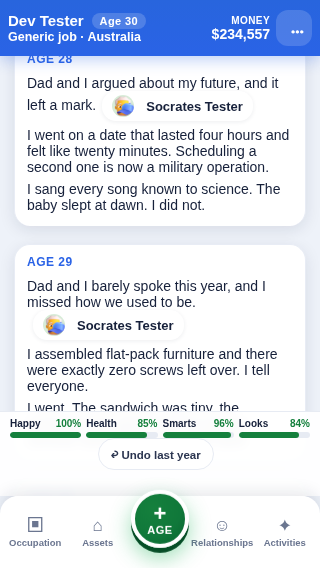 Dev Tester Age 30
Generic job · Australia
MONEY
$234,557
AGE 28
Dad and I argued about my future, and it
left a mark. Socrates Tester
I went on a date that lasted four hours and
felt like twenty minutes. Scheduling a
second one is now a military operation.
I sang every song known to science. The
baby slept at dawn. I did not.
AGE 29
Dad and I barely spoke this year, and I
missed how we used to be.
Socrates Tester
I assembled flat-pack furniture and there
were exactly zero screws left over. I tell
everyone.
I went. The sandwich was tiny, the
Happy 100% Health 85% Smarts 96% Looks 84%
Undo last year
+
AGE
Occupation Assets Relationships Activities